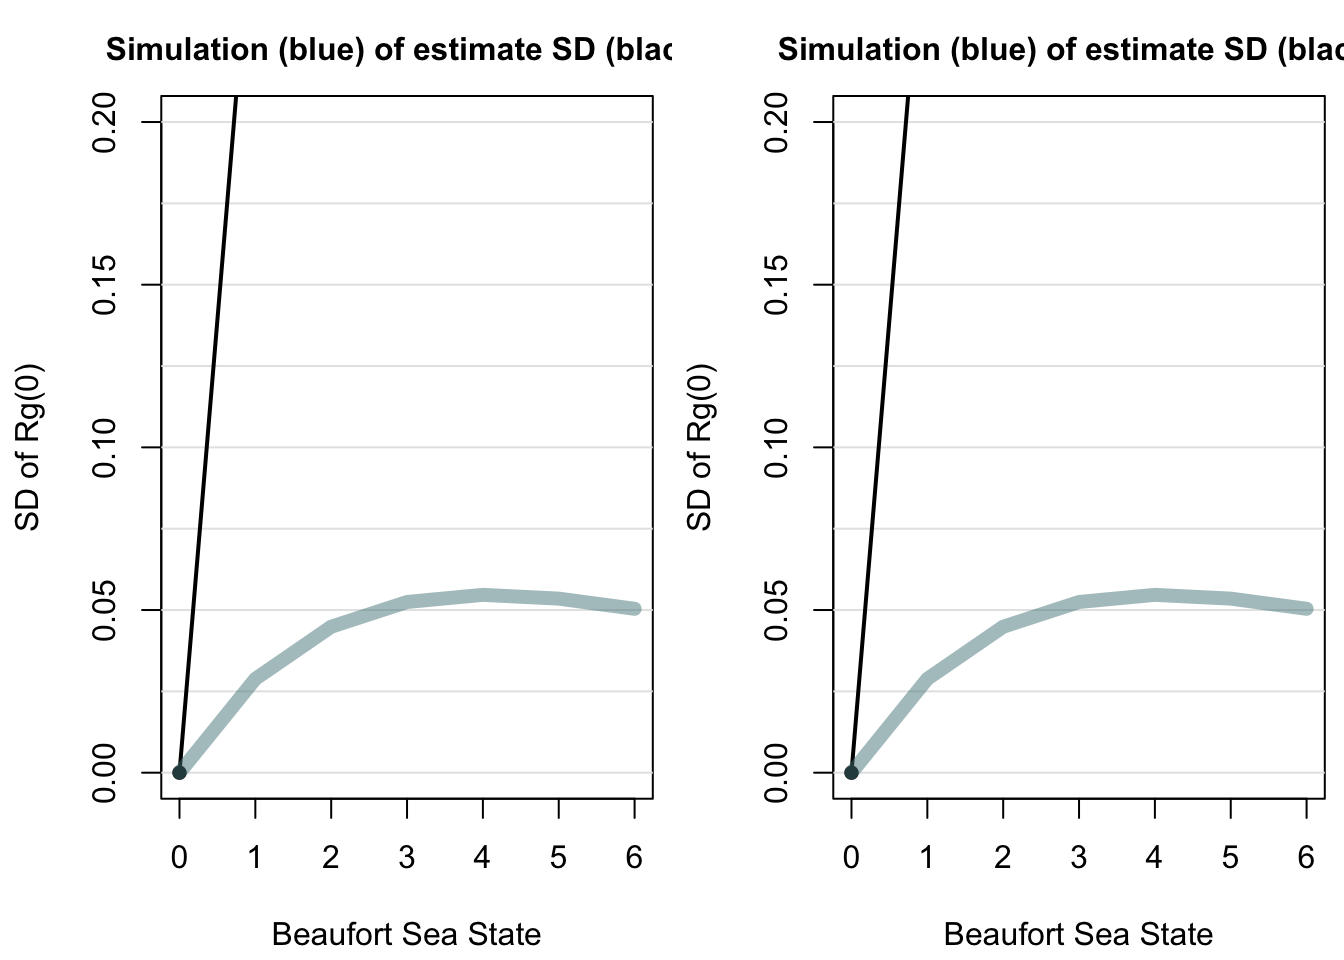 Simulation (blue) of estimate SD (blac
0.20
0.15
0.10
0.05
0.00
SD of Rg(0)
0 1 2 3 4 5 6
Beaufort Sea State
Simulation (blue) of estimate SD (blac
0.20
0.15
0.10
0.05
0.00
SD of Rg(0)
0 1 2 3 4 5 6
Beaufort Sea State